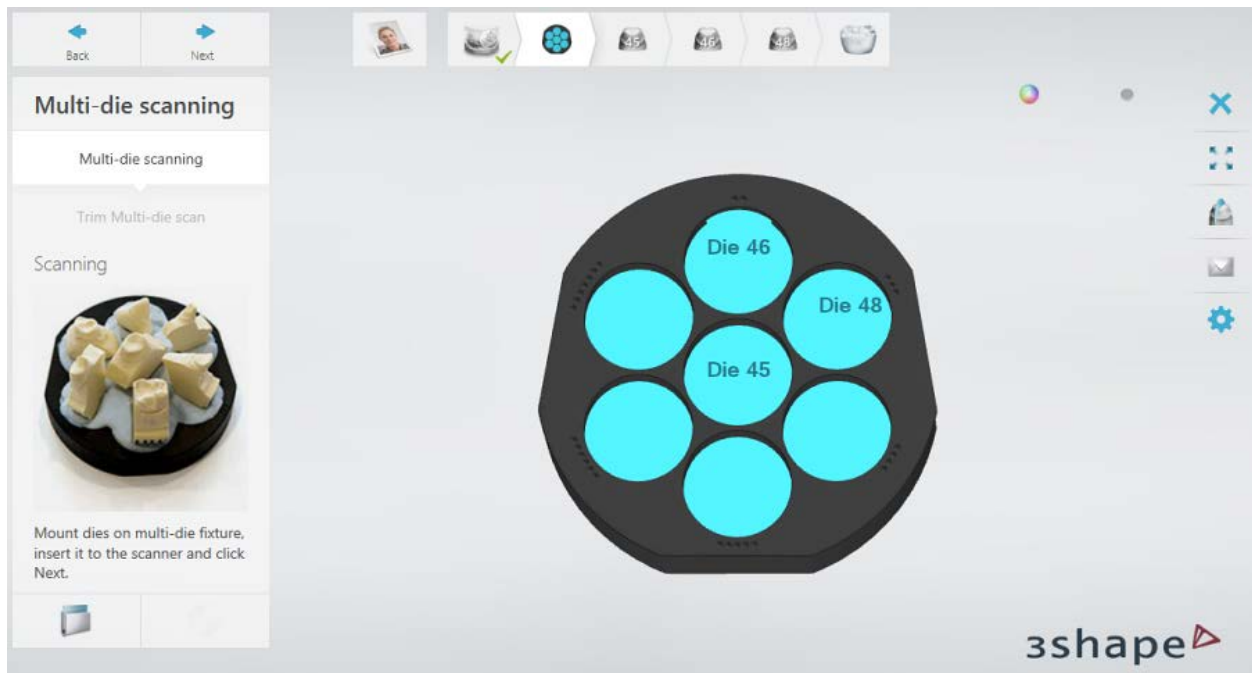 Back
Next
45
46
48
Multi-die scanning
Multi-die scanning
Trim Multi-die scan
Scanning
Mount dies on multi-die fixture,
insert it to the scanner and click
Next.
Die 46
Die 48
Die 45
3shape